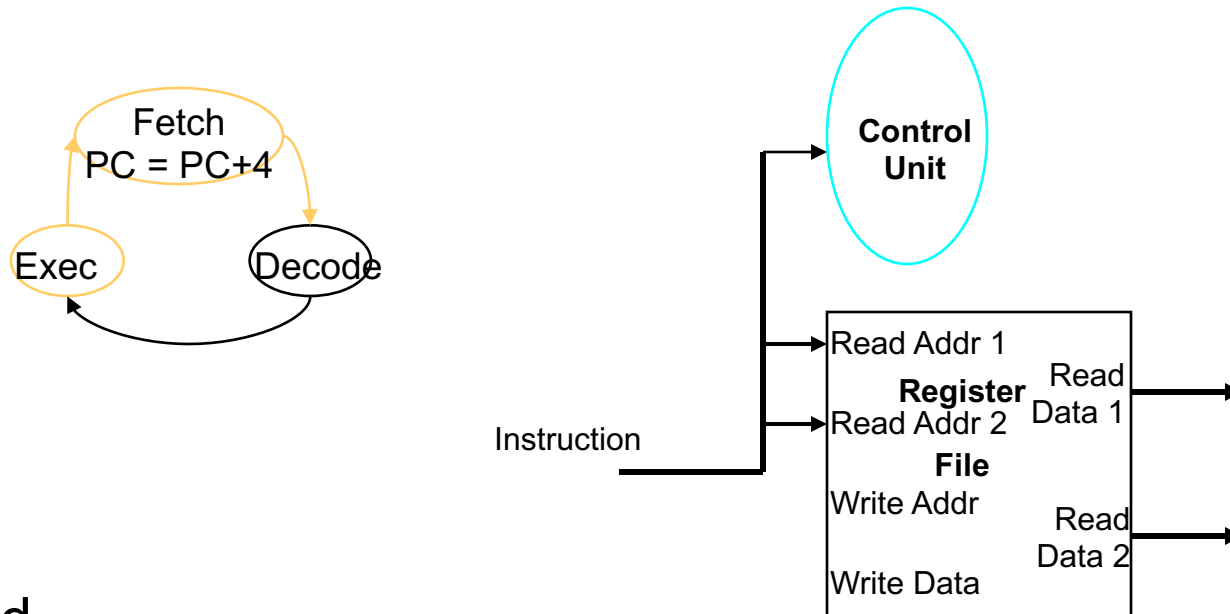 Fetch
PC = PC+4
Exec
Decode
Control
Unit
Instruction
Read Addr 1
Register
Read Addr 2
File
Write Addr
Write Data
Read
Data 1
Read
Data 2
d